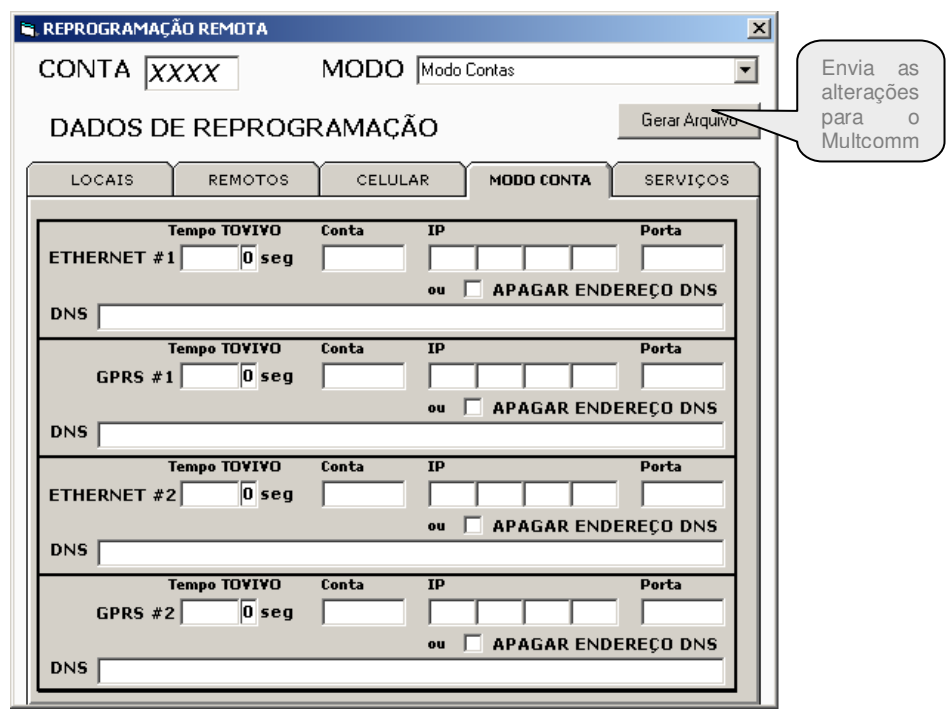 REPROGRAMAÇÃO REMOTA
CONTA XXXX MODO Modo Contas
DADOS DE REPROGRAMAÇÃO
Gerar Arquivo
Envia as
alterações
para o
Multcomm
LOCAIS REMOTOS CELULAR MODO CONTA SERVIÇOS
Tempo TOVIVO Conta IP Porta
ETHERNET #1 0 seg
ou APAGAR ENDEREÇO DNS
DNS
Tempo TOVIVO Conta IP Porta
GPRS #1 0 seg
ou APAGAR ENDEREÇO DNS
DNS
Tempo TOVIVO Conta IP Porta
ETHERNET #2 0 seg
ou APAGAR ENDEREÇO DNS
DNS
Tempo TOVIVO Conta IP Porta
GPRS #2 0 seg
ou APAGAR ENDEREÇO DNS
DNS